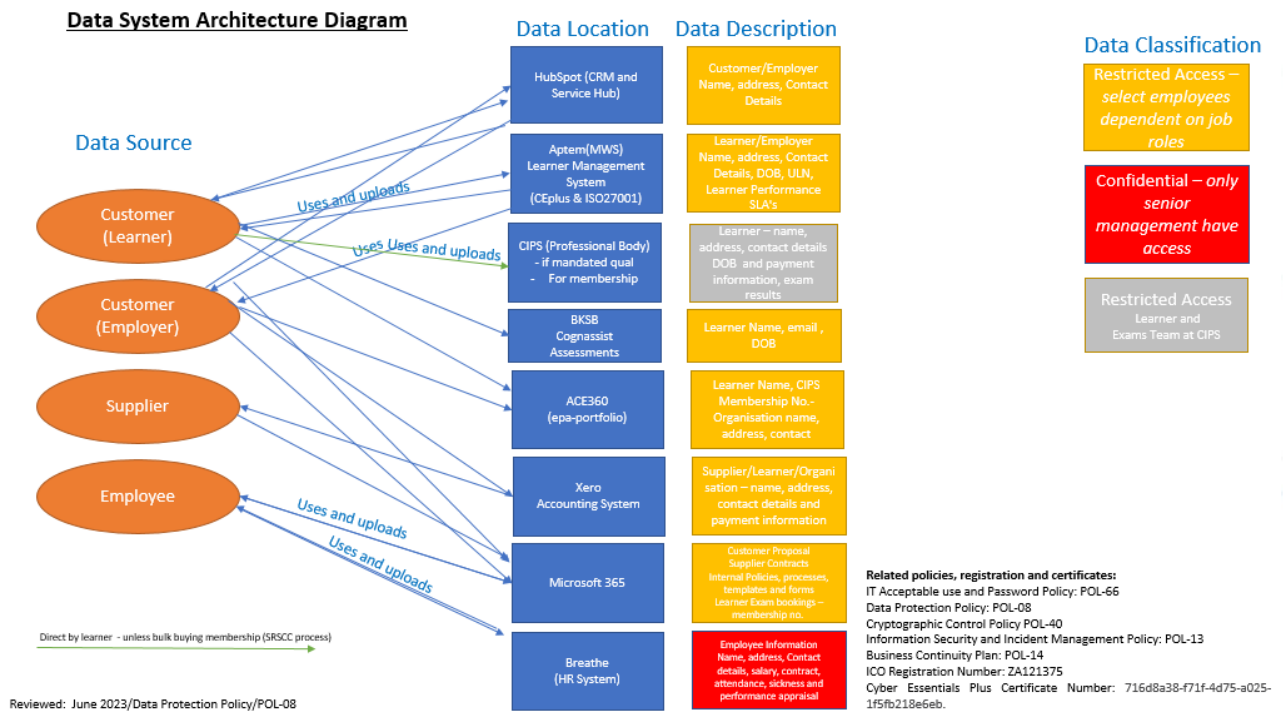 Data System Architecture Diagram
Data Source
Customer
(Learner)
Customer
(Employer)
Supplier
Employee
Uses and uploads
Uses Uses and uploads
Uses and uploads
Uses and uploads
Direct by learner - unless bulk buying membership (SRSCC process)
Reviewed: June 2023/Data Protection Policy/POL-08
Data Location
HubSpot (CRM and
Service Hub)
Aptem(MWS)
Learner Management
System
(CEplus & ISO27001)
CIPS (Professional Body)
- if mandated qual
- For membership
BKSB
Cognassist
Assessments
ACE360
(epa-portfolio)
Xero
Accounting System
Microsoft 365
Breathe
(HR System)
Data Description
Customer/Employer
Name, address, Contact
Details
Learner/Employer
Name, address, Contact
Details, DOB, ULN,
Learner Performance
SLA's
Learner – name,
address, contact details
DOB and payment
information, exam
results
Learner Name, email ,
DOB
Learner Name, CIPS
Membership No.-
Organisation name,
address, contact
Supplier/Learner/Organi
sation – name, address,
contact details and
payment information
Customer Proposal
Supplier Contracts
Internal Policies, processes,
templates and forms
Learner Exam bookings –
membership no.
Employee Information
Name, address, Contact
details, salary, contract,
attendance, sickness and
performance appraisal
Data Classification
Restricted Access –
select employees
dependent on job
roles
Confidential – only
senior
management have
access
Restricted Access
Learner and
Exams Team at CIPS
Related policies, registration and certificates:
IT Acceptable use and Password Policy: POL-66
Data Protection Policy: POL-08
Cryptographic Control Policy POL-40
Information Security and Incident Management Policy: POL-13
Business Continuity Plan: POL-14
ICO Registration Number: ZA121375
Cyber Essentials Plus Certificate Number: 716d8a38-f71f-4d75-a025-
1f5fb218e6eb.